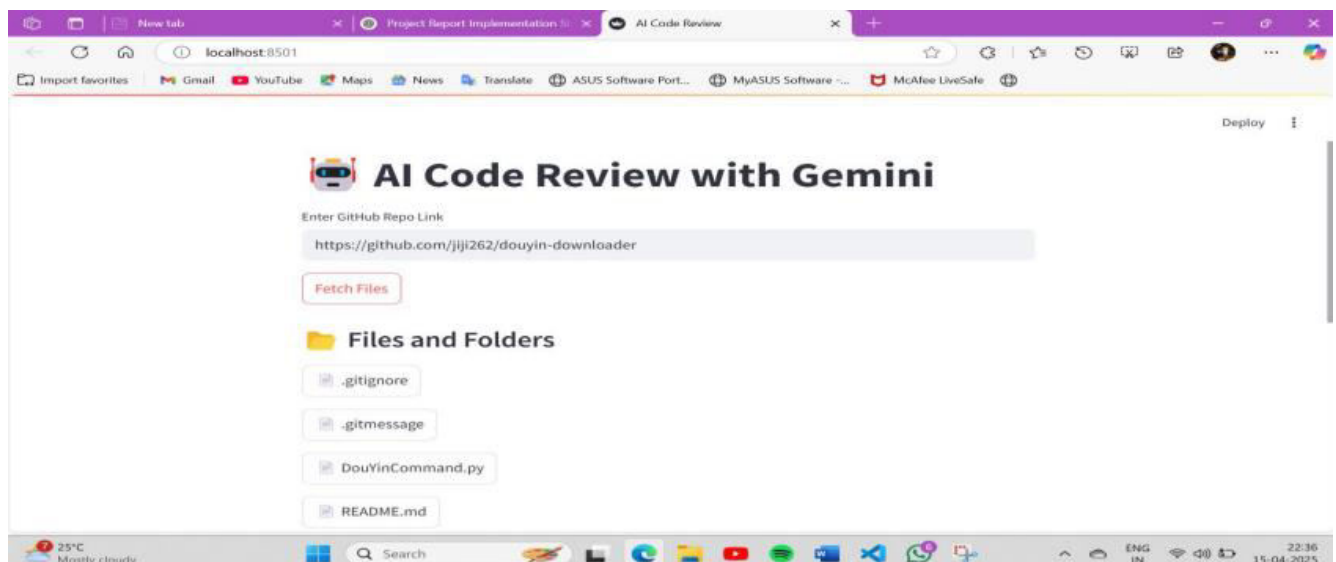 New tab
Project Report Implementation S
AI Code Review
localhost:8501
Import favorites
Gmail
YouTube
Maps
News
Translate
ASUS Software Port...
MyASUS Software -...
McAfee LiveSafe
Deploy
AI Code Review with Gemini
Enter GitHub Repo Link
https://github.com/jiji262/douyin-downloader
Fetch Files
Files and Folders
.gitignore
.gitmessage
DouYinCommand.py
README.md
7
25°C
Mostly cloudy
Search
ENG
IN
22:36
15-04-2025